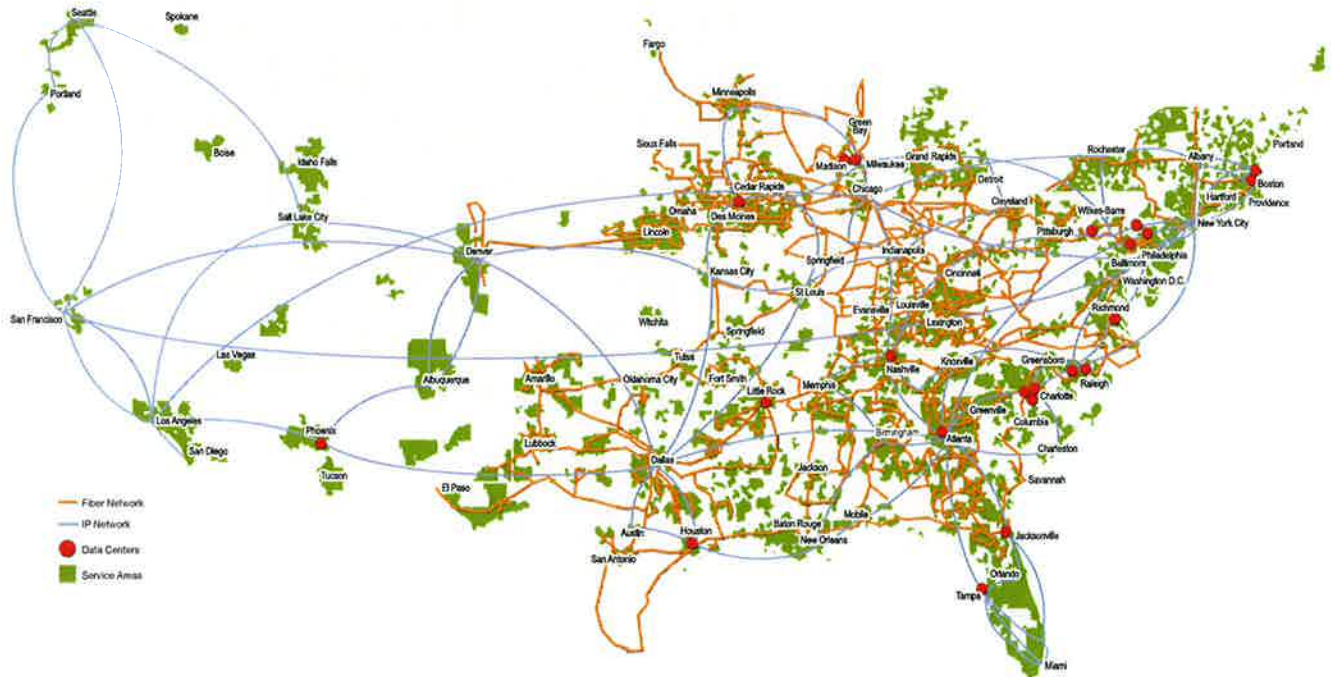 Seattle
Spokane
Portland
Boise
Idaho Falls
Salt Lake City
San Francisco
Las Vegas
Los Angeles
San Diego
Phoenix
Tucson
Albuquerque
Denver
El Paso
Fargo
Minneapolis
Sioux Falls
Green
Bay
Madison
Milwaukee
Grand Rapids
Detroit
Cedar Rapids
Chicago
Omaha
Des Moines
Lincoln
Cleveland
Rochester
Albany
Portland
Boston
Hartford
Providence
Wilkes-Barre
New York City
Pittsburgh
Philadelphia
Baltimore
Washington D.C.
Richmond
Indianapolis
Springfield
Kansas City
St Louis
Cincinnati
Evansville
Louisville
Lexington
Witchita
Springfield
Tulsa
Amarillo
Oklahoma City
Fort Smith
Little Rock
Memphis
Nashville
Knoxville
Greensboro
Raleigh
Charlotte
Greenville
Columbia
Charleston
Birmingham
Atlanta
Lubbock
Dallas
Jackson
Savannah
Mobile
Baton Rouge
New Orleans
Austin
Houston
San Antonio
Jacksonville
Orlando
Tampa
Miami
Fiber Network
IP Network
Data Centers
Service Areas